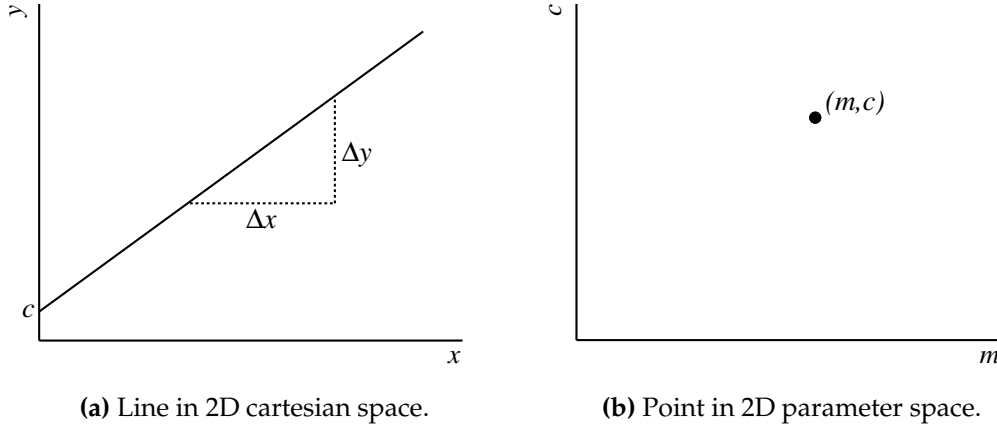 y
Δy
Δx
c
x
(a) Line in 2D cartesian space.
c
(m,c)
m
(b) Point in 2D parameter space.